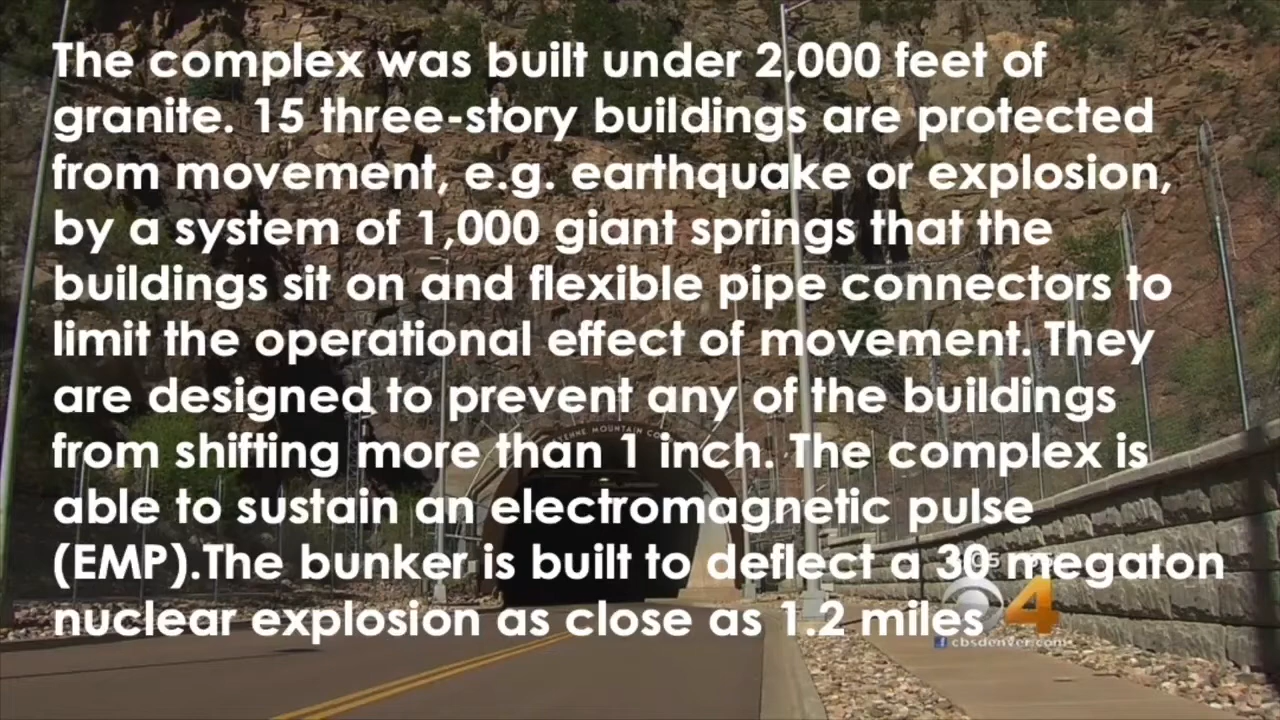 The complex was built under 2,000 feet of
granite. 15 three-story buildings are protected
from movement, e.g. earthquake or explosion,
by a system of 1,000 giant springs that the
buildings sit on and flexible pipe connectors to
limit the operational effect of movement. They
are designed to prevent any of the buildings
from shifting more than 1 inch. The complex is
able to sustain an electromagnetic pulse
(EMP).The bunker is built to deflect a 30 megaton
nuclear explosion as close as 1.2 miles
MOUNTAIN
4
cbsdenver.com